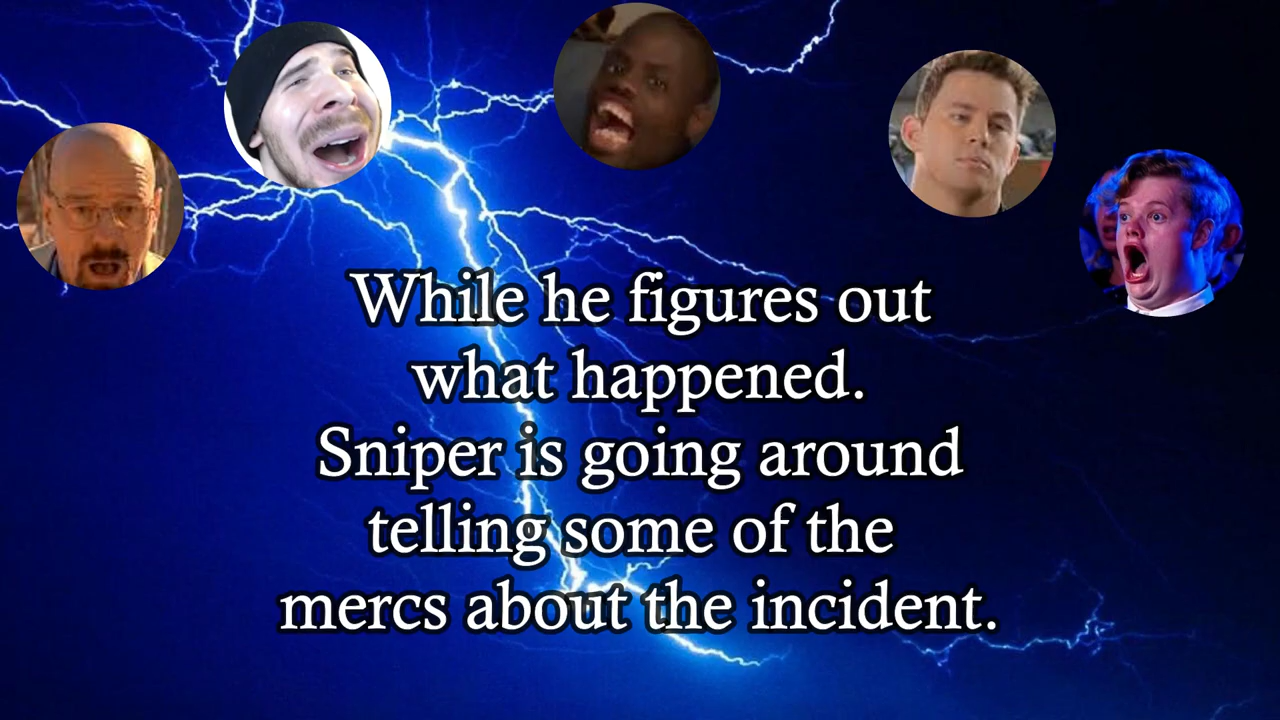 While he figures out
what happened.
Sniper is going around
telling some of the
mercs about the incident.